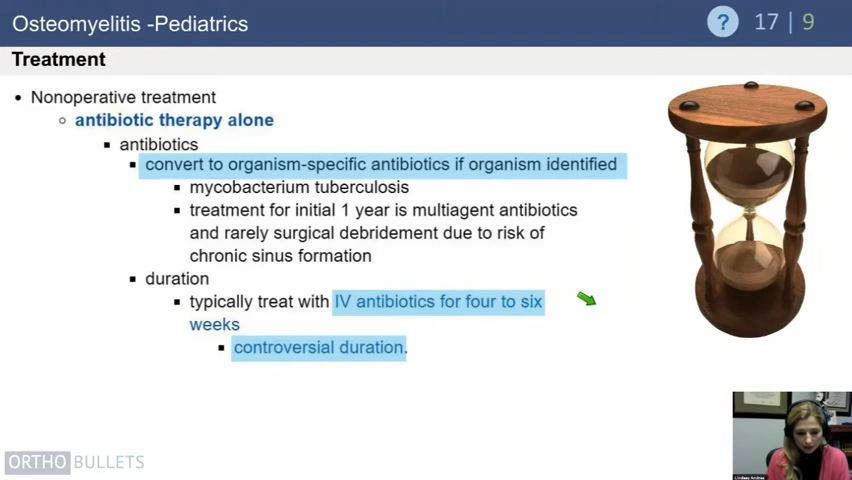 Osteomyelitis -Pediatrics
? 17 | 9
Treatment
Nonoperative treatment
antibiotic therapy alone
antibiotics
convert to organism-specific antibiotics if organism identified
mycobacterium tuberculosis
treatment for initial 1 year is multiagent antibiotics
and rarely surgical debridement due to risk of
chronic sinus formation
duration
typically treat with IV antibiotics for four to six
weeks
controversial duration.
ORTHOBULLETS